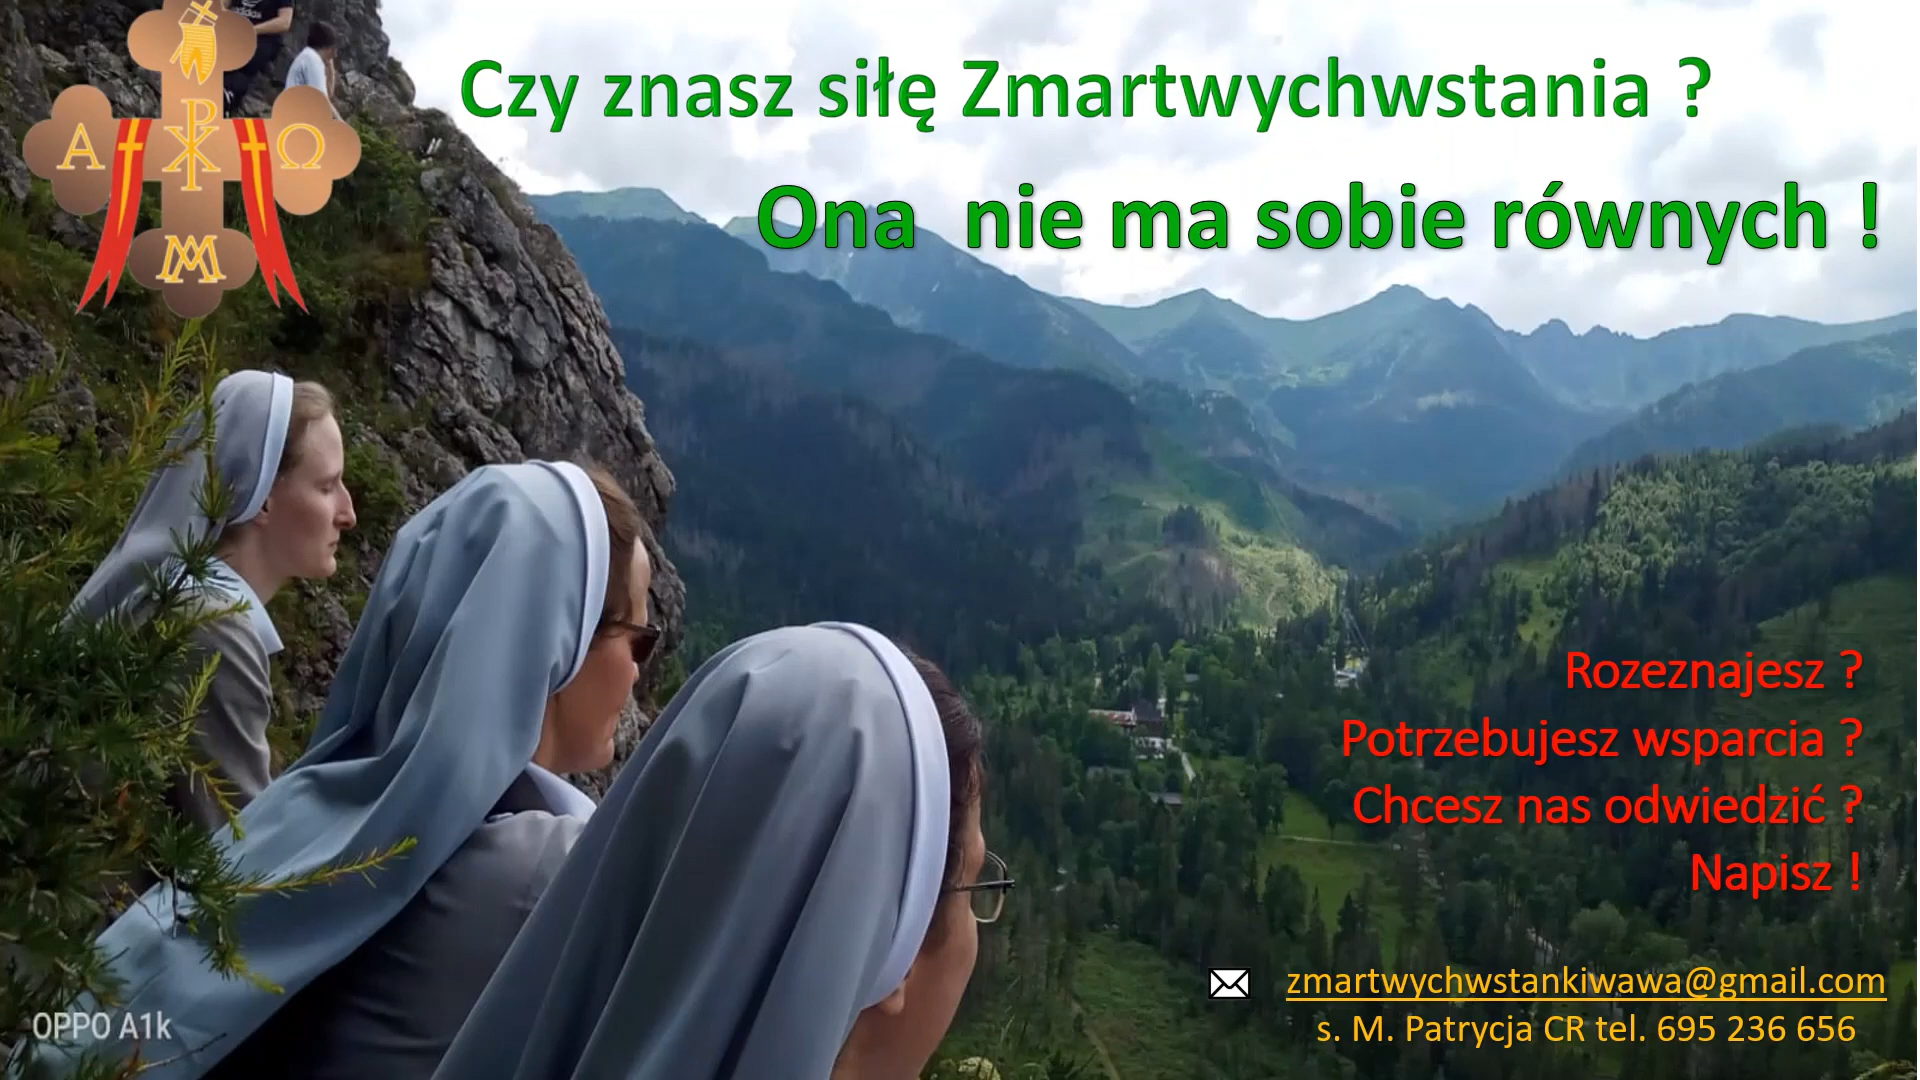 Czy znasz siłę Zmartwychwstania ?
Ona nie ma sobie równych !
A Ω
adidas
Rozeznajesz ?
Potrzebujesz wsparcia ?
Chcesz nas odwiedzić ?
Napisz !
zmartwychwstankiwawa@gmail.com
s. M. Patrycja CR tel. 695 236 656
OPPO A1k